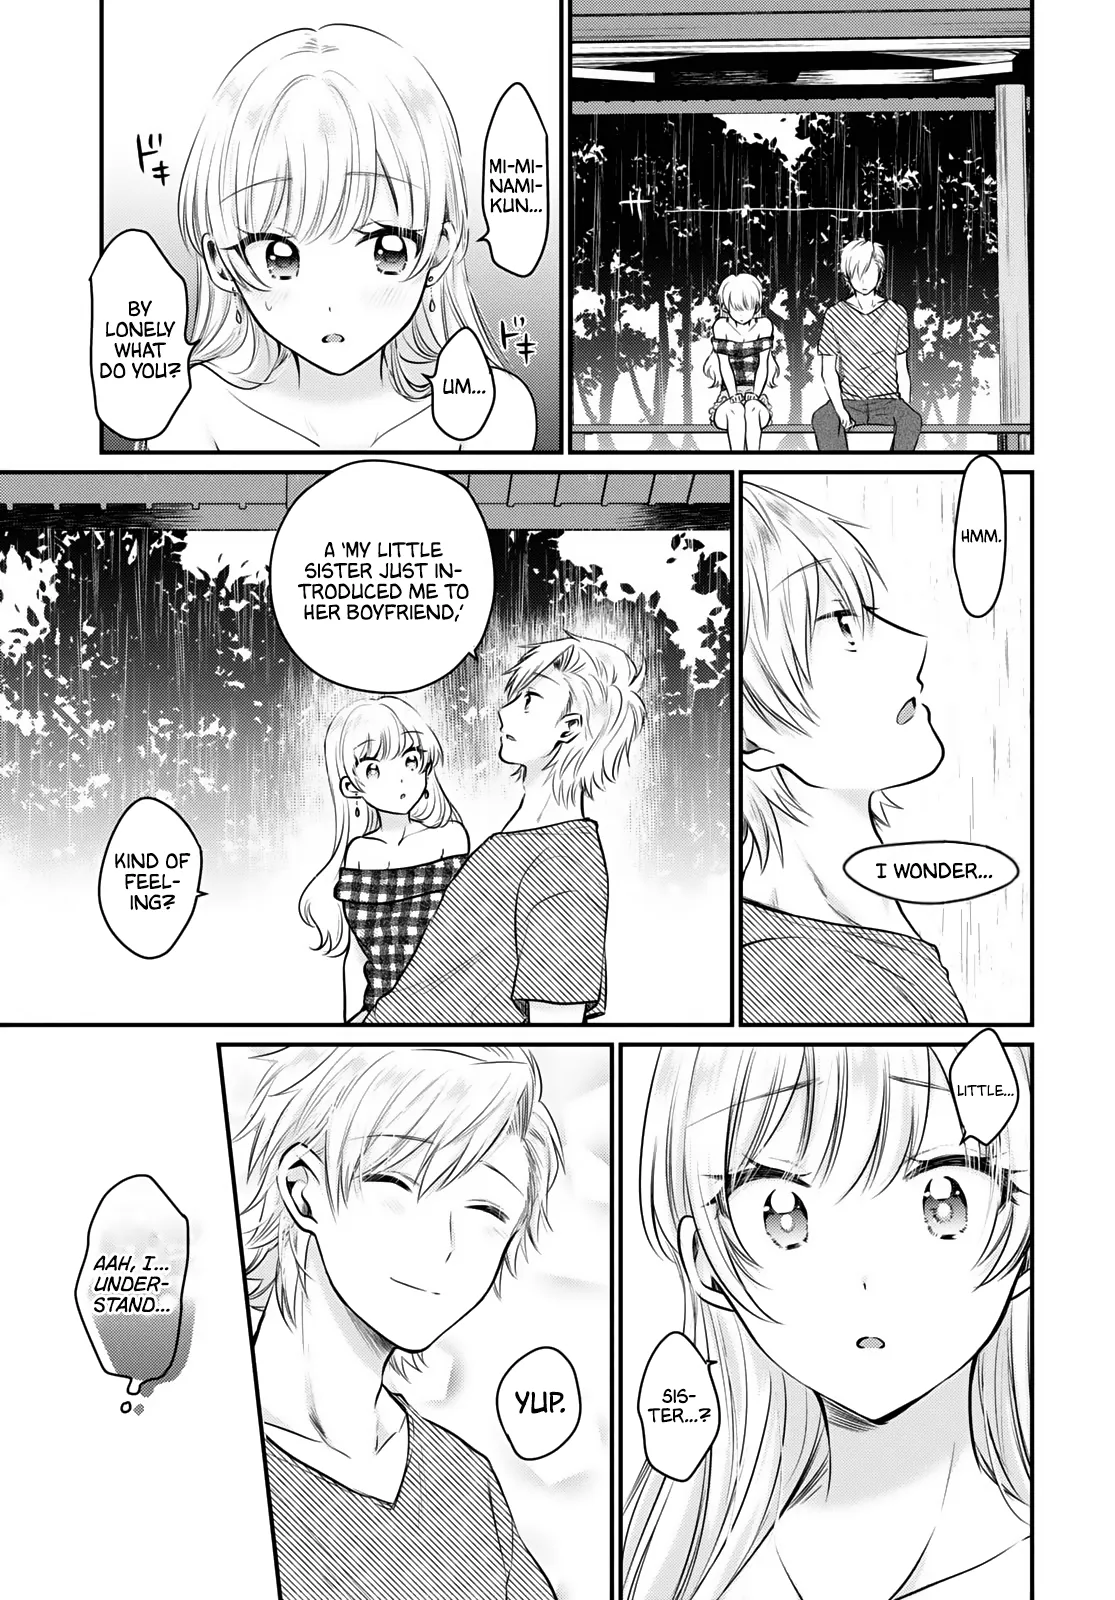 ザ
MI-MI-
NAMI-
KUN...
ドキ
UM...
ドキ
BY
LONELY
WHAT
DO YOU?
HMM.
I WONDER...
A 'MY LITTLE
SISTER JUST IN-
TRODUCED ME TO
HER BOYFRIEND,'
KIND OF
FEEL-
ING?
LITTLE...
SIS-
TER...?
YUP.
AAH, I...
UNDER-
STAND...